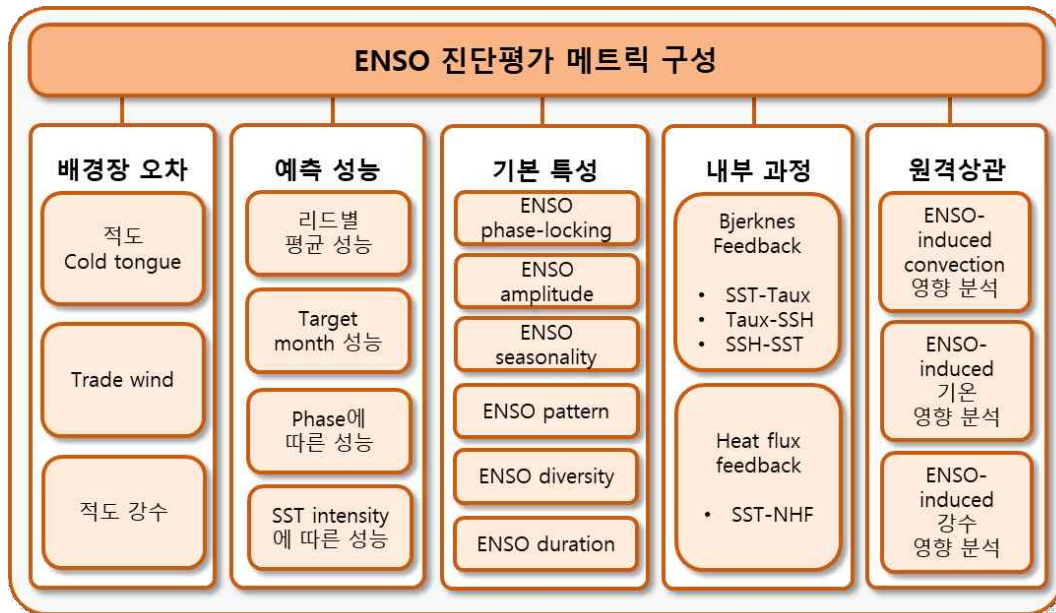 ENSO 진단평가 메트릭 구성
배경장 오차
적도
Cold tongue
Trade wind
적도 강수
예측 성능
리드별
평균 성능
Target
month 성능
Phase에
따른 성능
SST intensity
에 따른 성능
기본 특성
ENSO
phase-locking
ENSO
amplitude
ENSO
seasonality
ENSO pattern
ENSO diversity
ENSO duration
내부 과정
Bjerknes
Feedback
• SST-Taux
• Taux-SSH
• SSH-SST
Heat flux
feedback
• SST-NHF
원격상관
ENSO-
induced
convection
영향 분석
ENSO-
induced
기온
영향 분석
ENSO-
induced
강수
영향 분석